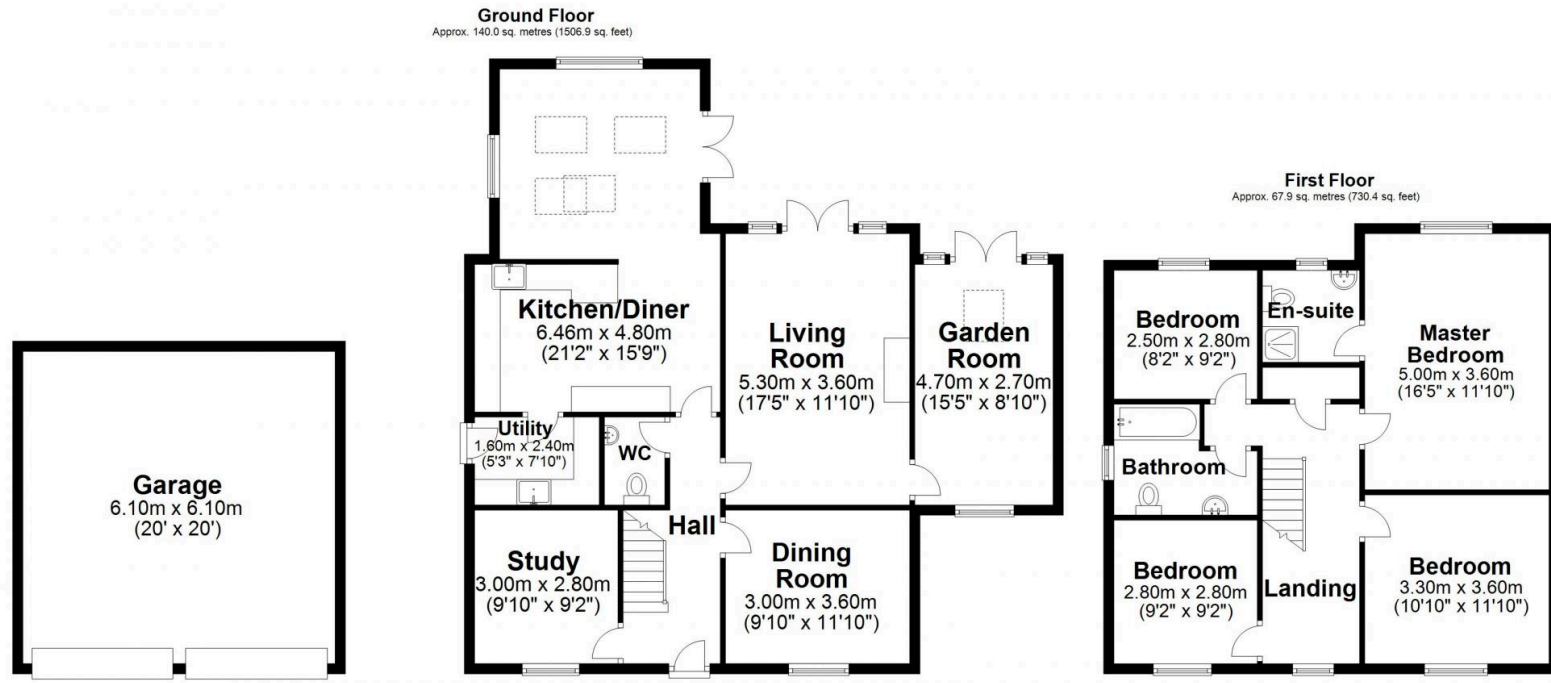 Ground Floor
Approx. 140.0 sq. metres (1506.9 sq. feet)
Kitchen/Diner
6.46m x 4.80m
(21'2" x 15'9")
Living
Room
5.30m x 3.60m
(17'5" x 11'10")
Garden
Room
4.70m x 2.70m
(15'5" x 8'10")
Utility
1.60m x 2.40m
(5'3" x 7'10")
WC
Garage
6.10m x 6.10m
(20' x 20')
Hall
Study
3.00m x 2.80m
(9'10" x 9'2")
Dining
Room
3.00m x 3.60m
(9'10" x 11'10")
First Floor
Approx. 67.9 sq. metres (730.4 sq. feet)
Bedroom
2.50m x 2.80m
(8'2" x 9'2")
En-suite
Master
Bedroom
5.00m x 3.60m
(16'5" x 11'10")
Bathroom
Bedroom
2.80m x 2.80m
(9'2" x 9'2")
Landing
Bedroom
3.30m x 3.60m
(10'10" x 11'10")